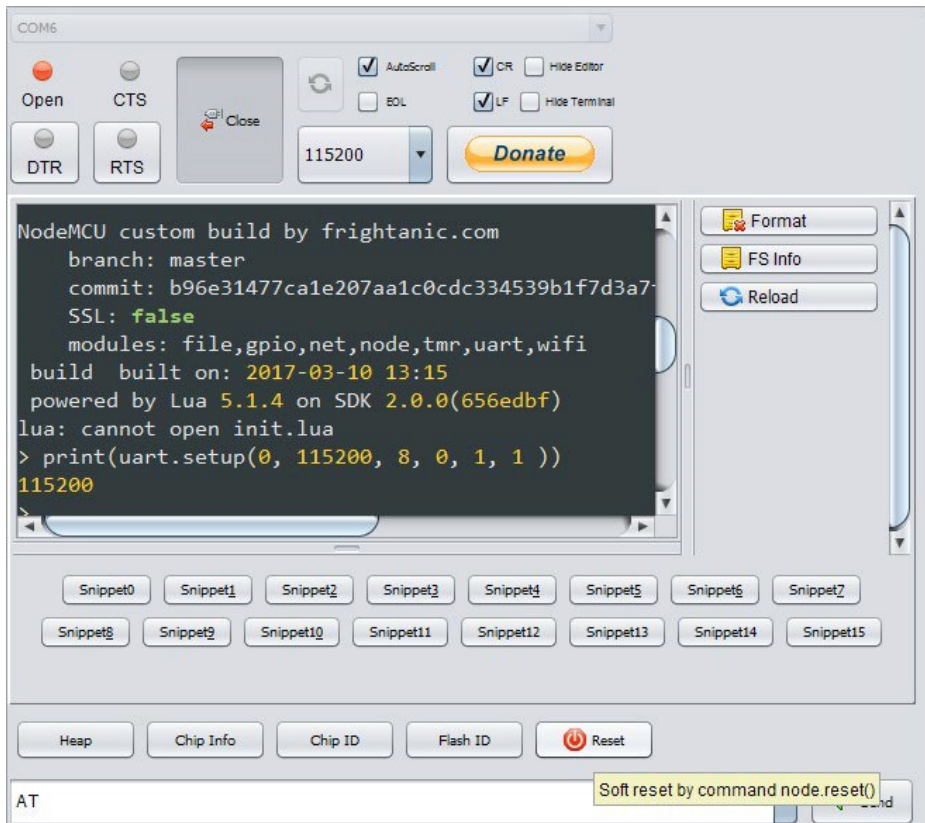 COM6
Open
CTS
Close
AutoScroll
CR
Hide Editor
EOL
LF
Hide Terminal
DTR
RTS
115200
Donate
NodeMCU custom build by frightanic.com
branch: master
commit: b96e31477ca1e207aa1c0cdc334539b1f7d3a7
SSL: false
modules: file,gpio,net,node,tmr,uart,wifi
build built on: 2017-03-10 13:15
powered by Lua 5.1.4 on SDK 2.0.0(656edbf)
lua: cannot open init.lua
> print(uart.setup(0, 115200, 8, 0, 1, 1 ))
115200
>
Format
FS Info
Reload
Snippet0 Snippet1 Snippet2 Snippet3 Snippet4 Snippet5 Snippet6 Snippet7
Snippet8 Snippet9 Snippet10 Snippet11 Snippet12 Snippet13 Snippet14 Snippet15
Heap Chip Info Chip ID Flash ID Reset
Soft reset by command node.reset()
AT